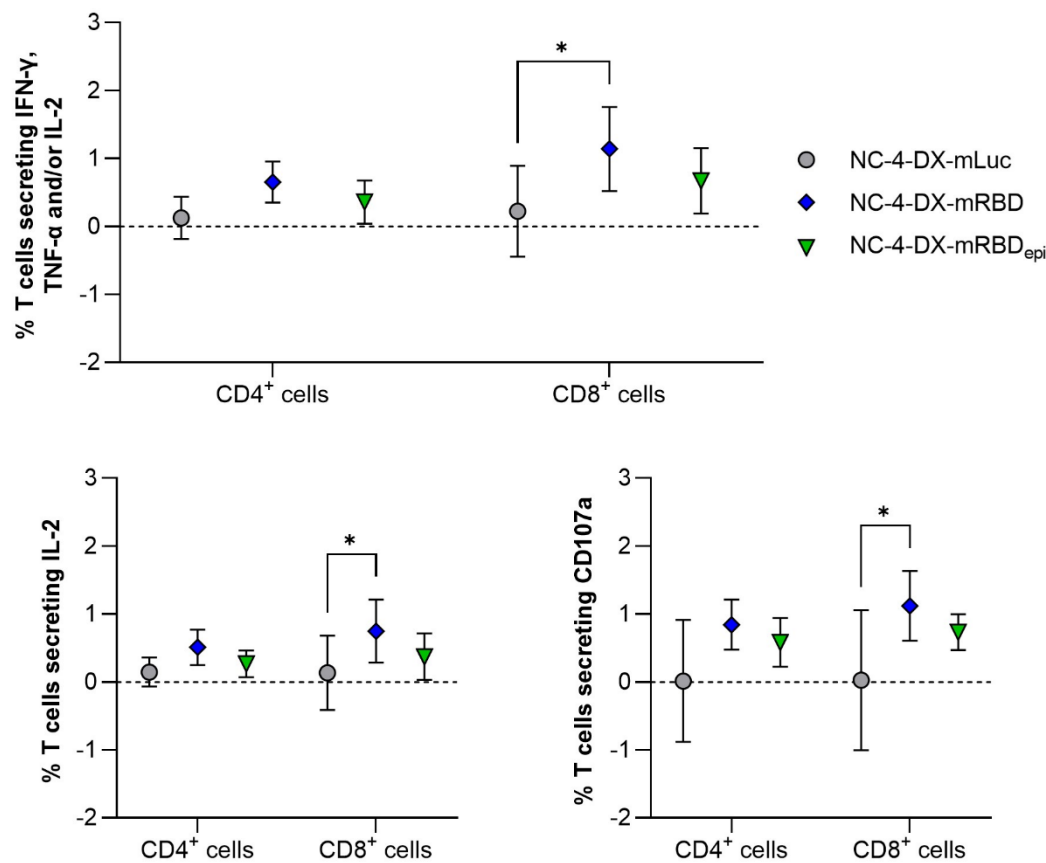 % T cells secreting IFN-γ,
TNF-α and/or IL-2
3
2
1
0
-1
-2
*
CD4⁺ cells
CD8⁺ cells
NC-4-DX-mLuc
NC-4-DX-mRBD
NC-4-DX-mRBDepi
% T cells secreting IL-2
3
2
1
0
-1
-2
*
CD4⁺ cells
CD8⁺ cells
% T cells secreting CD107a
3
2
1
0
-1
-2
*
CD4⁺ cells
CD8⁺ cells